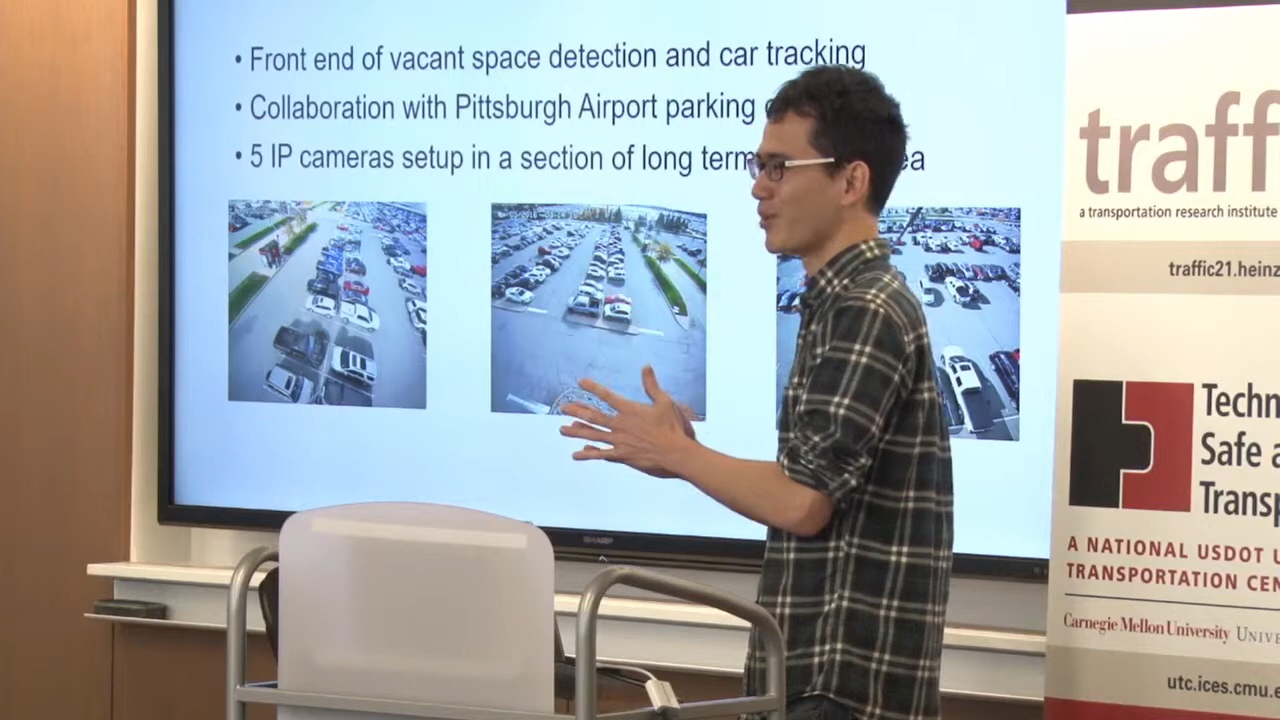 • Front end of vacant space detection and car tracking
• Collaboration with Pittsburgh Airport parking
• 5 IP cameras setup in a section of long term
SHARP
traff
a transportation research institute
traffic21.heinz
Techn
Safe a
Transp
A NATIONAL USDOT U
TRANSPORTATION CEN
Carnegie Mellon University UNIVE
utc.ices.cmu.e